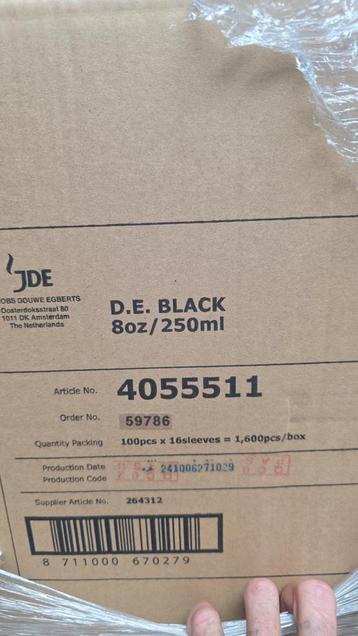 JDE
OBS DOUWE EGBERTS
Oosterdoksstraat 80
1011 DK Amsterdam
The Netherlands
D.E. BLACK
8oz/250ml
Article No. 4055511
Order No. 59786
Quantity Packing 100pcs x 16sleeves = 1,600pcs/box
Production Date
Production Code
241006271029
Supplier Article No. 264312
8 711000 670279